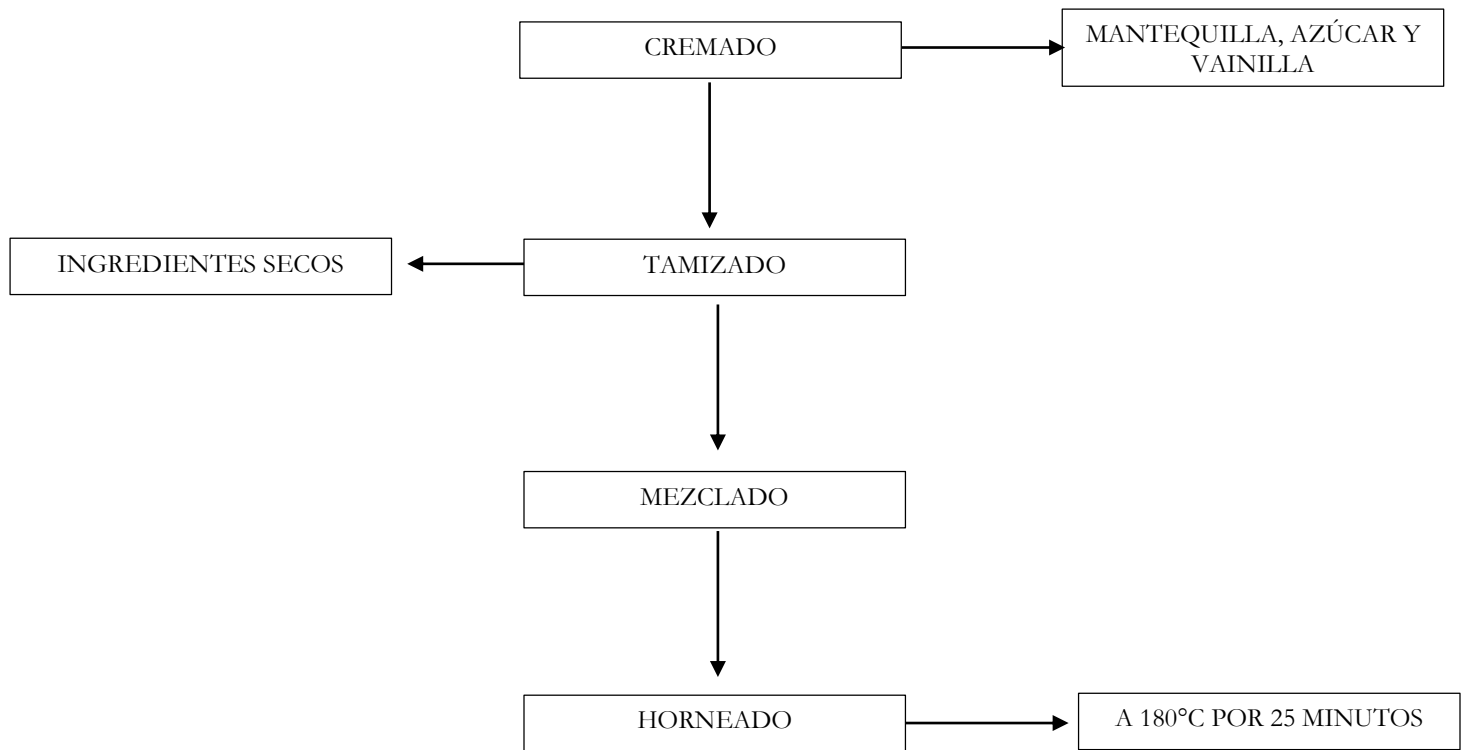 CREMADO
MANTEQUILLA, AZÚCAR Y
VAINILLA
INGREDIENTES SECOS
TAMIZADO
MEZCLADO
HORNEADO
A 180°C POR 25 MINUTOS